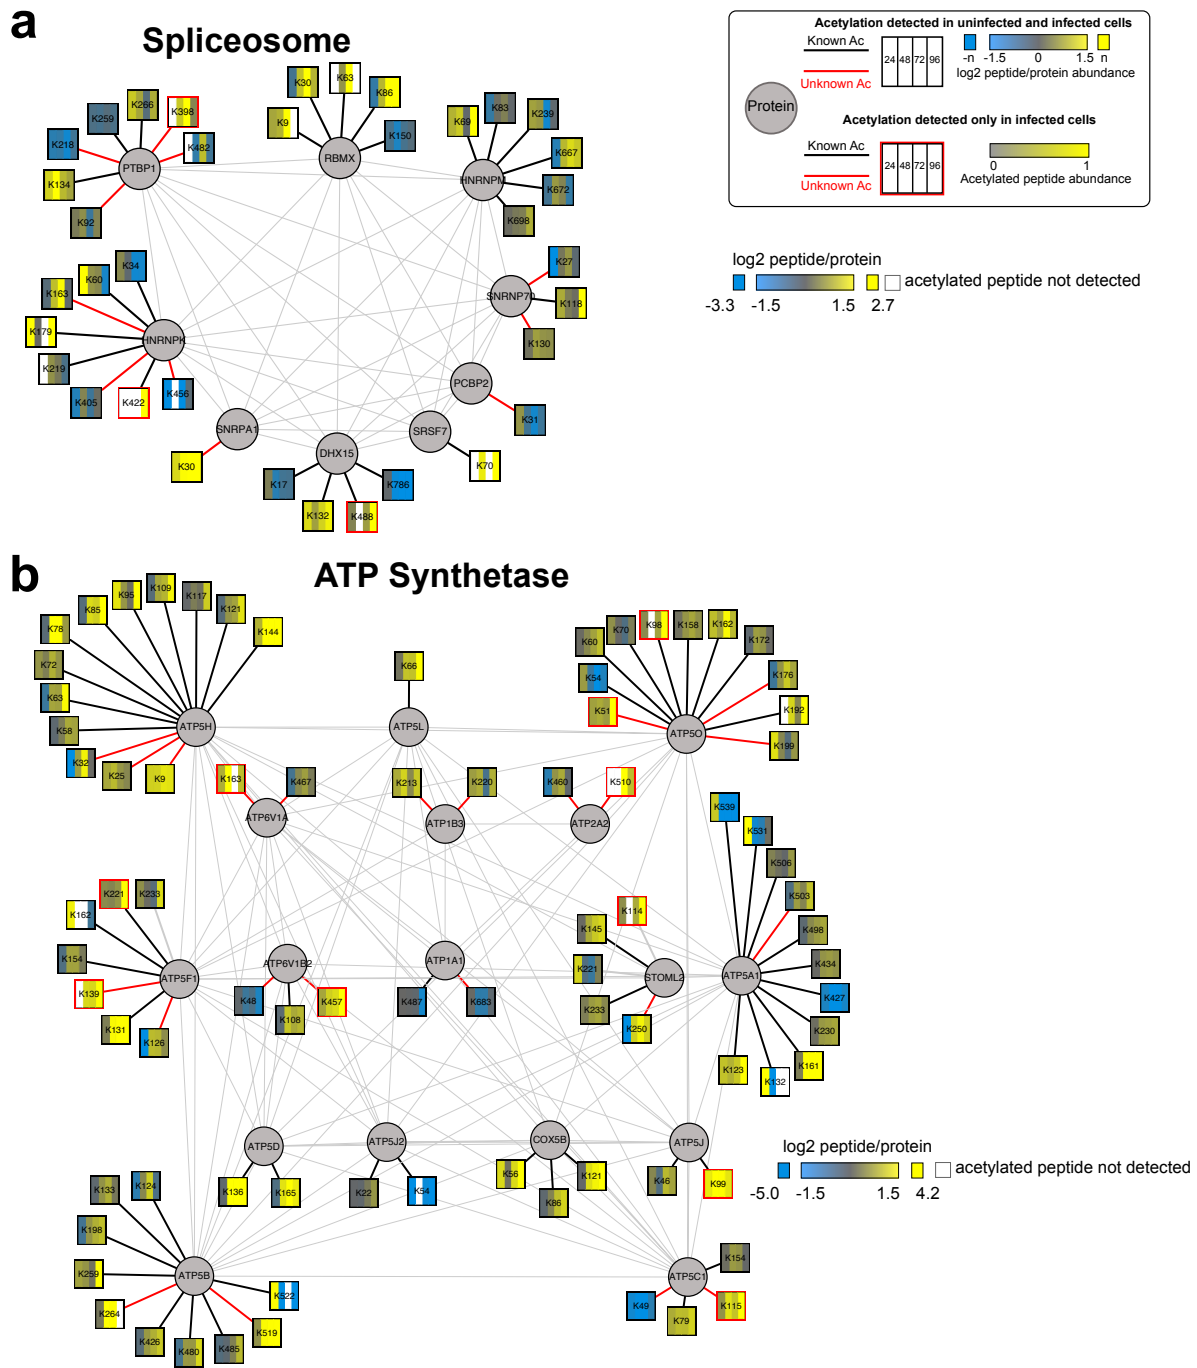 a
Spliceosome
Acetylation detected in uninfected and infected cells
Known Ac
Unknown Ac
24 48 72 96
-n -1.5 0 1.5 n
log2 peptide/protein abundance
Protein
Acetylation detected only in infected cells
Known Ac
Unknown Ac
24 48 72 96
0 1
Acetylated peptide abundance
log2 peptide/protein
acetylated peptide not detected
-3.3 -1.5 1.5 2.7
K266
K398
K259
K482
K218
PTBP1
K134
K92
K30
K63
K86
K9
K150
RBMX
K83
K69
K239
K667
HNRNPM
K672
K698
K27
SNRNP70
K118
K130
K34
K60
K163
K179
HNRNPK
K219
K405
K422
K456
PCBP2
K31
SNRPA1
K30
SRSF7
K70
DHX15
K17
K786
K132
K488
b
ATP Synthetase
K109
K95
K117
K85
K121
K78
K144
K72
K63
K58
ATP5H
K32
K25
K9
K66
ATP5L
K98
K158
K162
K70
K172
K60
K54
K176
K51
K192
ATP5O
K199
K163
K467
ATP6V1A
K213
K220
ATP1B3
K460
K510
ATP2A2
K539
K531
K506
K503
K498
K434
ATP5A1
K427
K230
K161
K132
K123
K221
K233
K162
K154
ATP5F1
K139
K131
K126
ATP6V1B2
K48
K457
K108
ATP1A1
K487
K683
K114
K145
K221
STOML2
K233
K250
ATP5D
K136
K165
ATP5J2
K22
K54
COX5B
K56
K121
K86
ATP5J
K46
K99
log2 peptide/protein
acetylated peptide not detected
-5.0 -1.5 1.5 4.2
K124
K133
K198
K259
ATP5B
K522
K264
K519
K426
K480
K485
K154
ATP5C1
K49
K115
K79